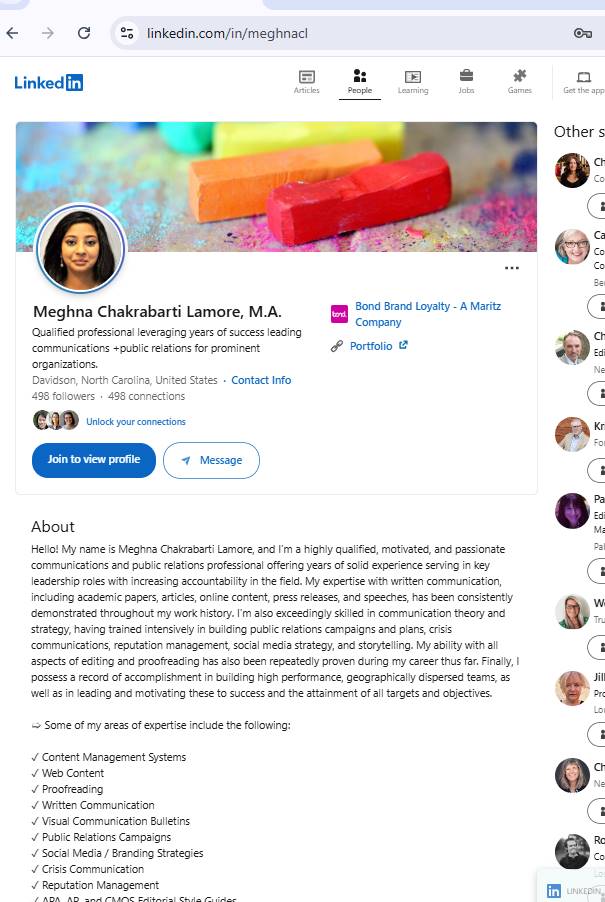 linkedin.com/in/meghnacl
Linkedin
Articles
People
Learning
Jobs
Games
Get the app
Other s
Meghna Chakrabarti Lamore, M.A.
Qualified professional leveraging years of success leading
communications +public relations for prominent
organizations.
Davidson, North Carolina, United States · Contact Info
498 followers · 498 connections
Unlock your connections
Join to view profile
Message
bond
Bond Brand Loyalty - A Maritz
Company
Portfolio
About
Hello! My name is Meghna Chakrabarti Lamore, and I'm a highly qualified, motivated, and passionate
communications and public relations professional offering years of solid experience serving in key
leadership roles with increasing accountability in the field. My expertise with written communication,
including academic papers, articles, online content, press releases, and speeches, has been consistently
demonstrated throughout my work history. I'm also exceedingly skilled in communication theory and
strategy, having trained intensively in building public relations campaigns and plans, crisis
communications, reputation management, social media strategy, and storytelling. My ability with all
aspects of editing and proofreading has also been repeatedly proven during my career thus far. Finally, I
possess a record of accomplishment in building high performance, geographically dispersed teams, as
well as in leading and motivating these to success and the attainment of all targets and objectives.
➩ Some of my areas of expertise include the following:
✓ Content Management Systems
✓ Web Content
✓ Proofreading
✓ Written Communication
✓ Visual Communication Bulletins
✓ Public Relations Campaigns
✓ Social Media / Branding Strategies
✓ Crisis Communication
✓ Reputation Management
✓ APA, AP, and CMOS Editorial Style Guides
Ch
Co
Ca
Co
Co
Be
Ch
Edi
Ne
Kri
For
Pa
Edi
Ma
Pal
We
Tru
Jill
Pro
Lou
Ch
Ne
Ro
Co
LINKEDIN